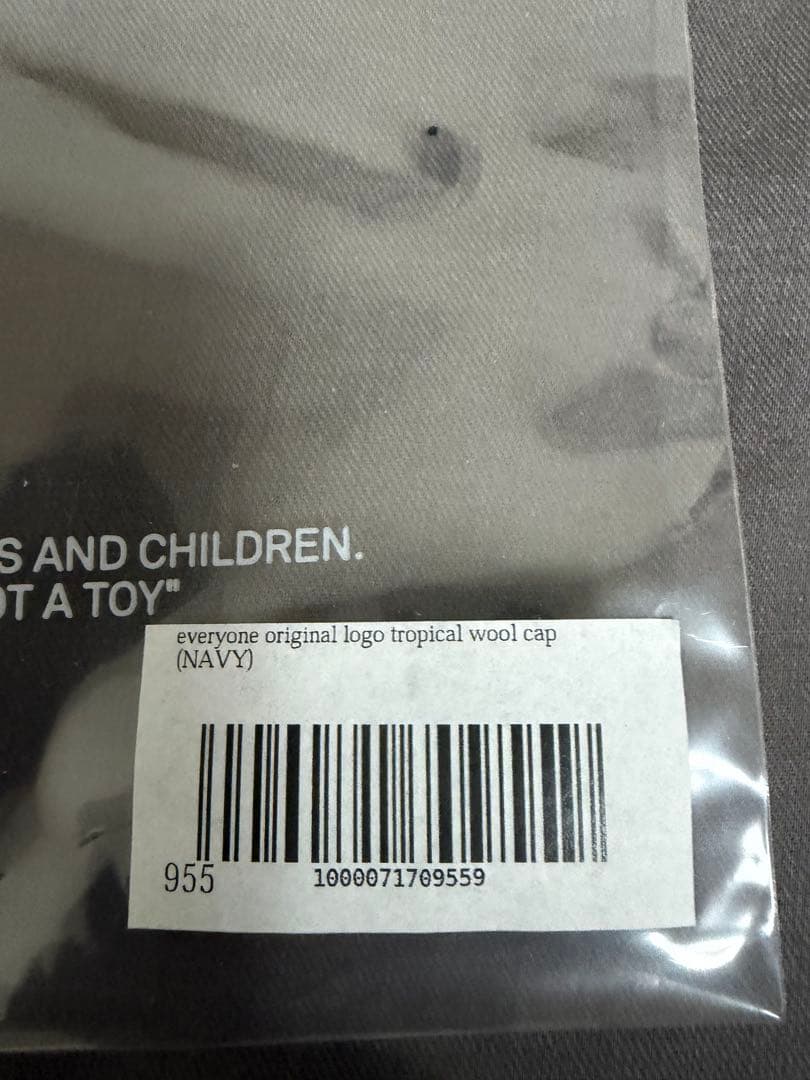 S AND CHILDREN.
OT A TOY"
everyone original logo tropical wool cap
(NAVY)
955
1000071709559